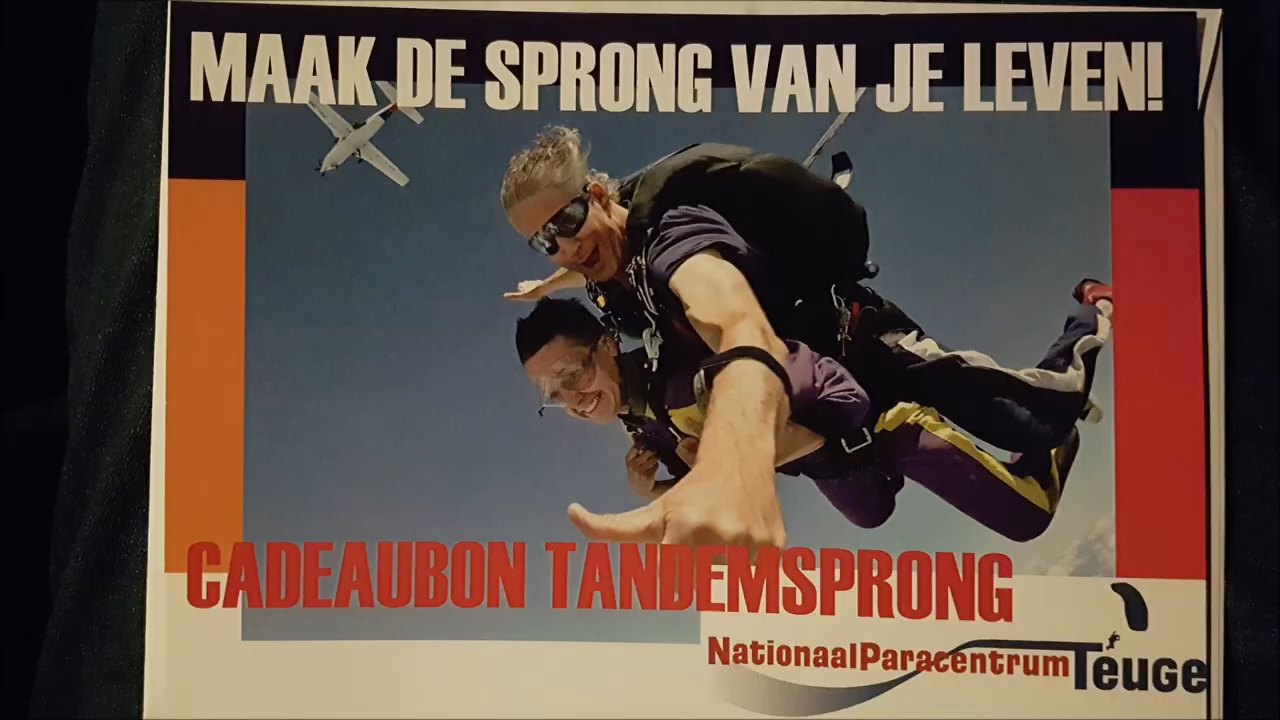 MAAK DE SPRONG VAN JE LEVEN!
CADEAUBON TANDEMSPRONG
NationaalParacentrum Teuge